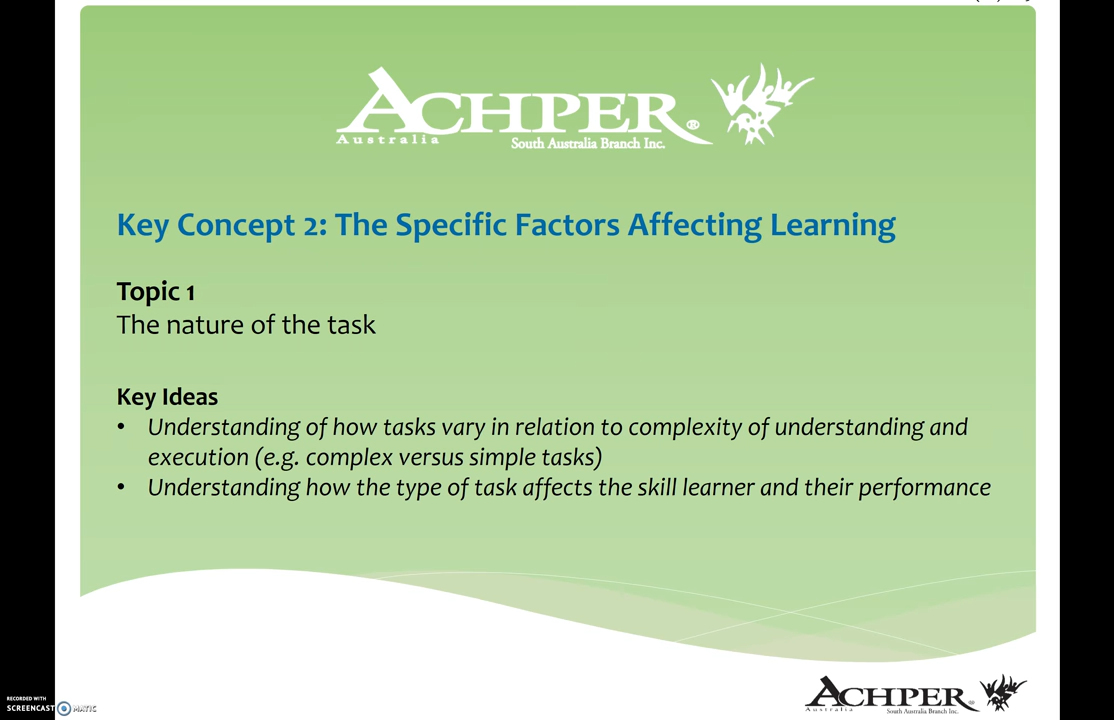 ACHPER
Australia
South Australia Branch Inc.
Key Concept 2: The Specific Factors Affecting Learning
Topic 1
The nature of the task
Key Ideas
• Understanding of how tasks vary in relation to complexity of understanding and
execution (e.g. complex versus simple tasks)
• Understanding how the type of task affects the skill learner and their performance
RECORDED WITH
SCREENCAST MATIC
ACHPER
Australia
South Australia Branch Inc.